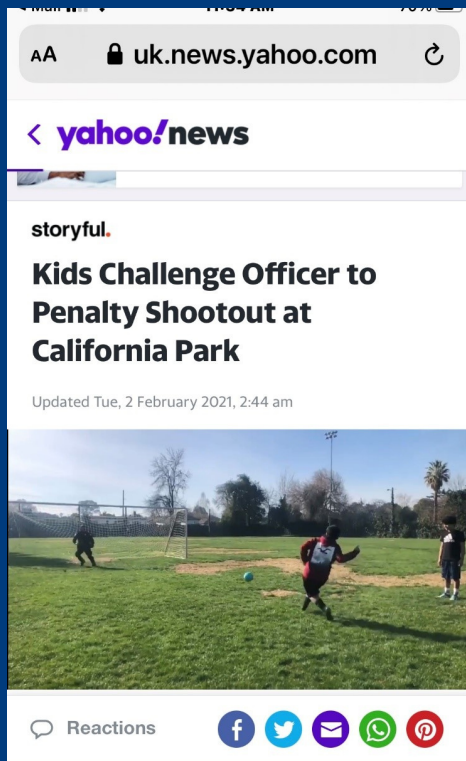 AA uk.news.yahoo.com
yahoo!news
storyful.
Kids Challenge Officer to
Penalty Shootout at
California Park
Updated Tue, 2 February 2021, 2:44 am
Reactions